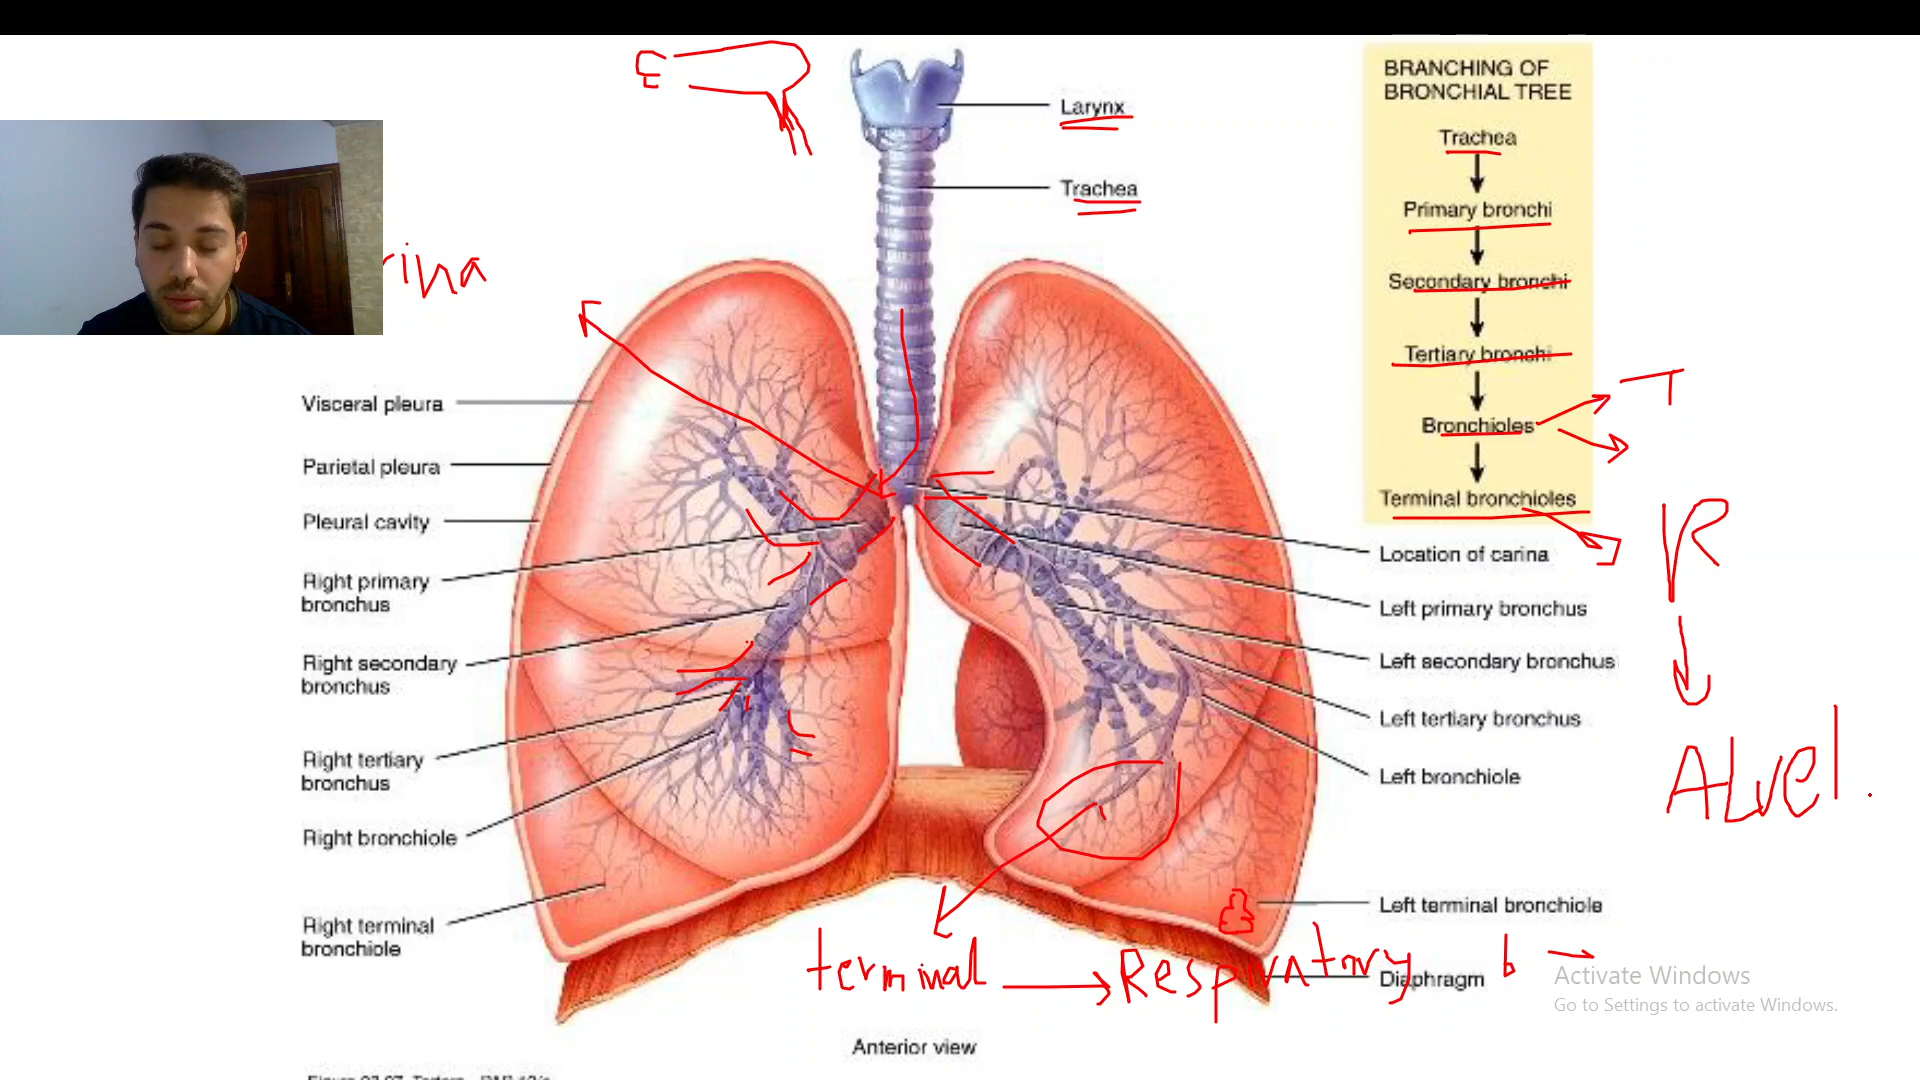 BRANCHING OF
BRONCHIAL TREE
Trachea
Primary bronchi
Secondary bronchi
Tertiary bronchi
Bronchioles
Terminal bronchioles
T
R
ALvel.
Larynx
Trachea
rina
Visceral pleura
Parietal pleura
Pleural cavity
Right primary
bronchus
Right secondary
bronchus
Right tertiary
bronchus
Right bronchiole
Right terminal
bronchiole
Location of carina
Left primary bronchus
Left secondary bronchus
Left tertiary bronchus
Left bronchiole
Left terminal bronchiole
Diaphragm
terminal
Respiratory b
Anterior view
Activate Windows
Go to Settings to activate Windows.